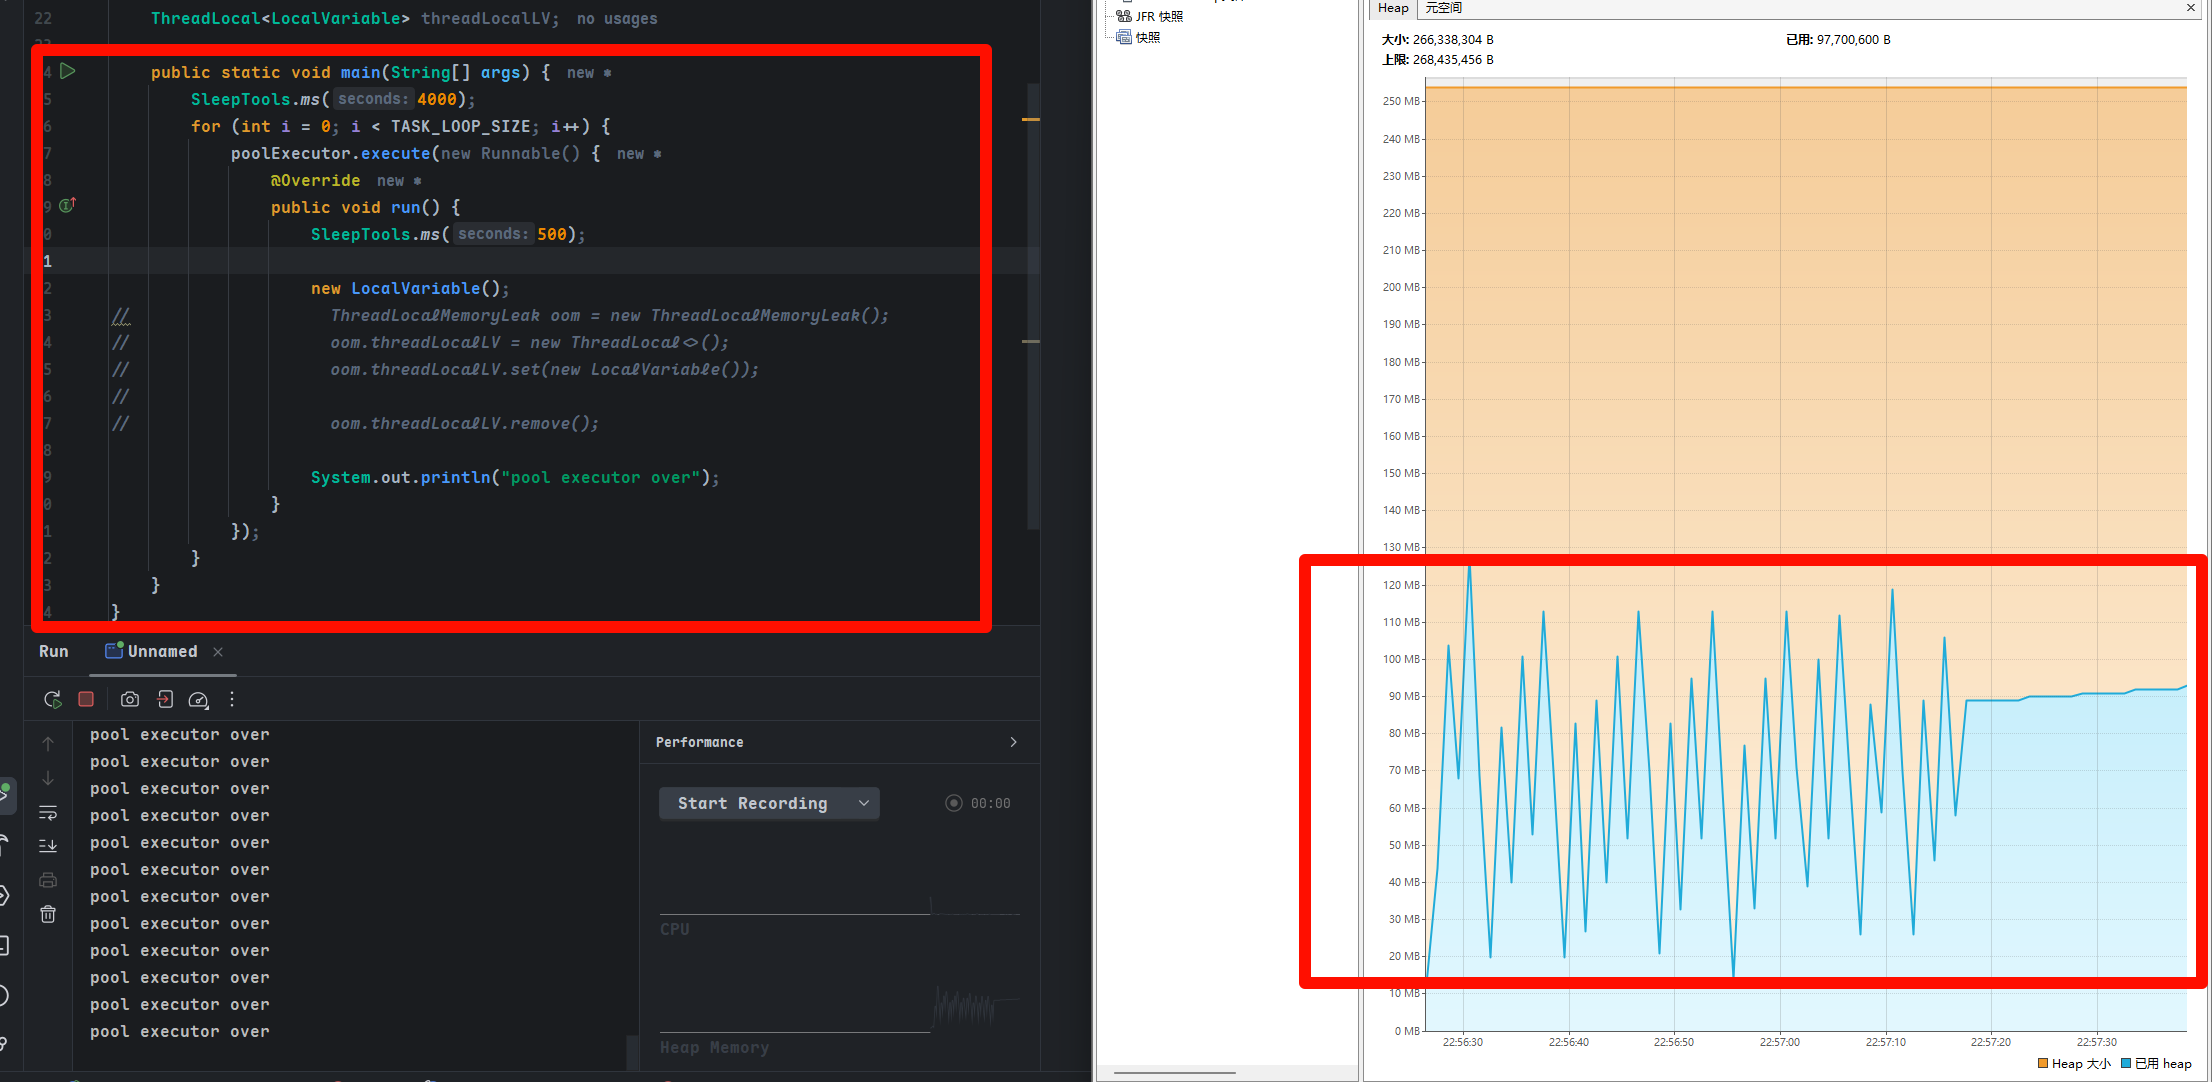 22 ThreadLocal<LocalVariable> threadLocalLV; no usages
4 public static void main(String[] args) { new *
5 SleepTools.ms( seconds: 4000);
6 for (int i = 0; i < TASK_LOOP_SIZE; i++) {
7 poolExecutor.execute(new Runnable() { new *
8 @Override new *
9 public void run() {
0 SleepTools.ms( seconds: 500);
1
2 new LocalVariable();
3 // ThreadLocalMemoryLeak oom = new ThreadLocalMemoryLeak();
4 // oom.threadLocalLV = new ThreadLocal<>();
5 // oom.threadLocalLV.set(new LocalVariable());
6 //
7 // oom.threadLocalLV.remove();
8
9 System.out.println("pool executor over");
0 }
1 });
2 }
3 }
4 }
Run Unnamed
pool executor over
pool executor over
pool executor over
pool executor over
pool executor over
pool executor over
pool executor over
pool executor over
pool executor over
pool executor over
pool executor over
pool executor over
Performance
Start Recording 00:00
CPU
Heap Memory
JFR 快照
快照
Heap 元空间
大小: 266,338,304 B 已用: 97,700,600 B
上限: 268,435,456 B
250 MB
240 MB
230 MB
220 MB
210 MB
200 MB
190 MB
180 MB
170 MB
160 MB
150 MB
140 MB
130 MB
120 MB
110 MB
100 MB
90 MB
80 MB
70 MB
60 MB
50 MB
40 MB
30 MB
20 MB
10 MB
0 MB
22:56:30 22:56:40 22:56:50 22:57:00 22:57:10 22:57:20 22:57:30
Heap 大小 已用 heap